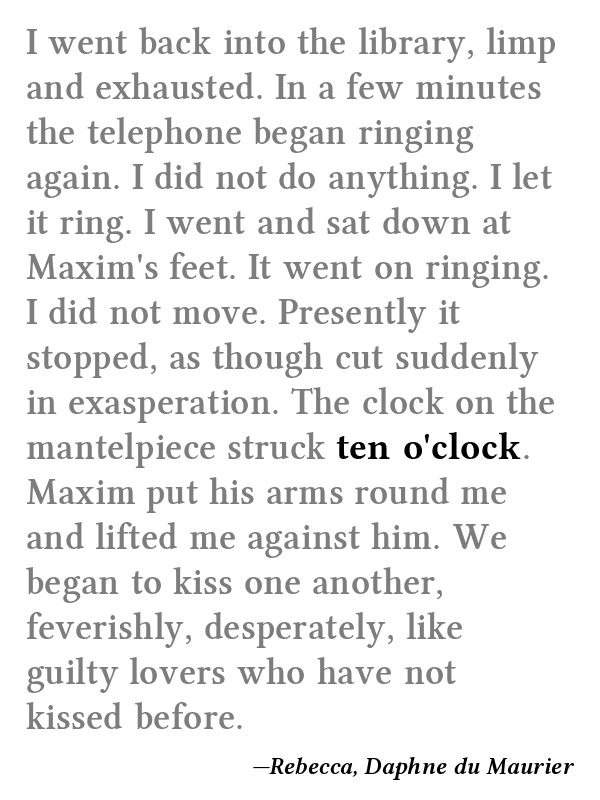 I went back into the library, limp
and exhausted. In a few minutes
the telephone began ringing
again. I did not do anything. I let
it ring. I went and sat down at
Maxim's feet. It went on ringing.
I did not move. Presently it
stopped, as though cut suddenly
in exasperation. The clock on the
mantelpiece struck ten o'clock.
Maxim put his arms round me
and lifted me against him. We
began to kiss one another,
feverishly, desperately, like
guilty lovers who have not
kissed before.
—Rebecca, Daphne du Maurier